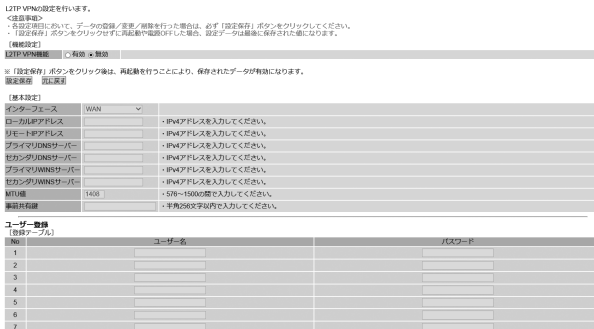 L2TP VPNの設定を行います。
<注意事項>
・各設定項目において、データの登録/変更/削除を行った場合は、必ず「設定保存」ボタンをクリックしてください。
・「設定保存」ボタンをクリックせずに再起動や電源OFFした場合、設定データは最後に保存された値になります。
[機能設定]
L2TP VPN機能 有効 無効
※「設定保存」ボタンをクリック後は、再起動を行うことにより、保存されたデータが有効になります。
設定保存 元に戻す
[基本設定]
インターフェース WAN
ローカルIPアドレス ・IPv4アドレスを入力してください。
リモートIPアドレス ・IPv4アドレスを入力してください。
プライマリDNSサーバー ・IPv4アドレスを入力してください。
セカンダリDNSサーバー ・IPv4アドレスを入力してください。
プライマリWINSサーバー ・IPv4アドレスを入力してください。
セカンダリWINSサーバー ・IPv4アドレスを入力してください。
MTU値 1408 ・576～1500の間で入力してください。
事前共有鍵 ・半角256文字以内で入力してください。
ユーザー登録
[登録テーブル]
No ユーザー名 パスワード
1
2
3
4
5
6
7